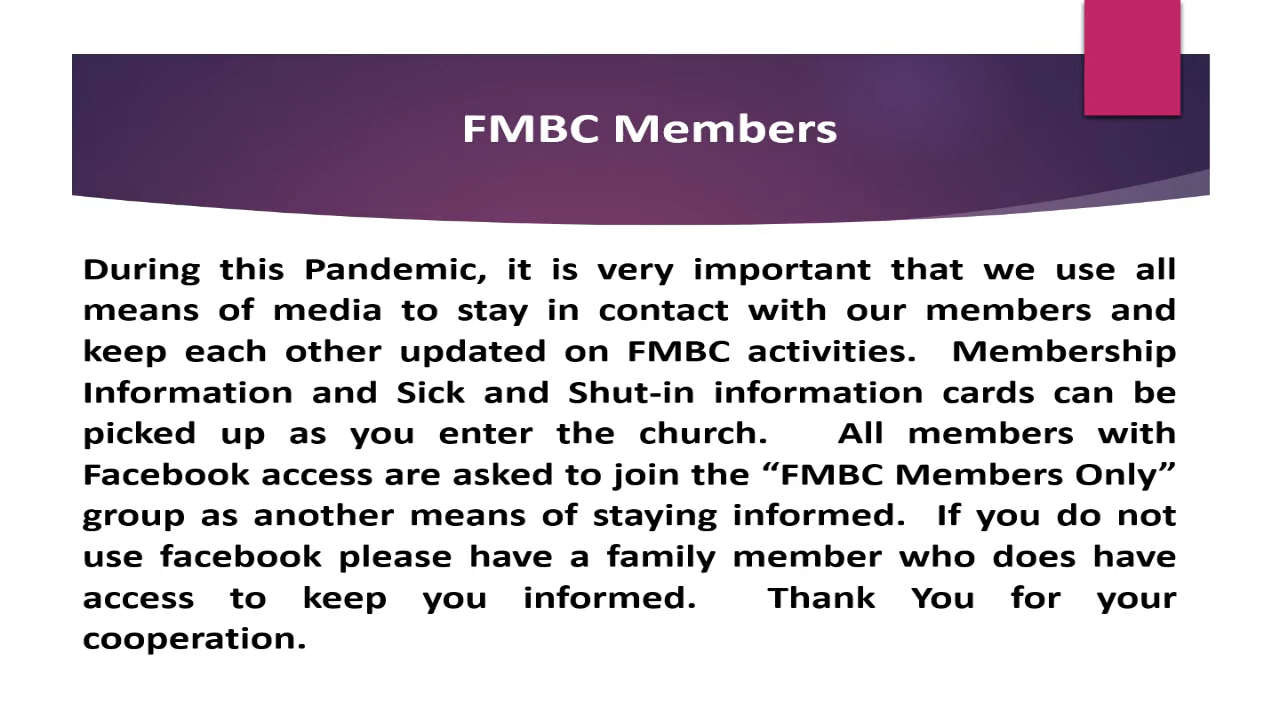 FMBC Members
During this Pandemic, it is very important that we use all
means of media to stay in contact with our members and
keep each other updated on FMBC activities. Membership
Information and Sick and Shut-in information cards can be
picked up as you enter the church. All members with
Facebook access are asked to join the “FMBC Members Only”
group as another means of staying informed. If you do not
use facebook please have a family member who does have
access to keep you informed. Thank You for your
cooperation.